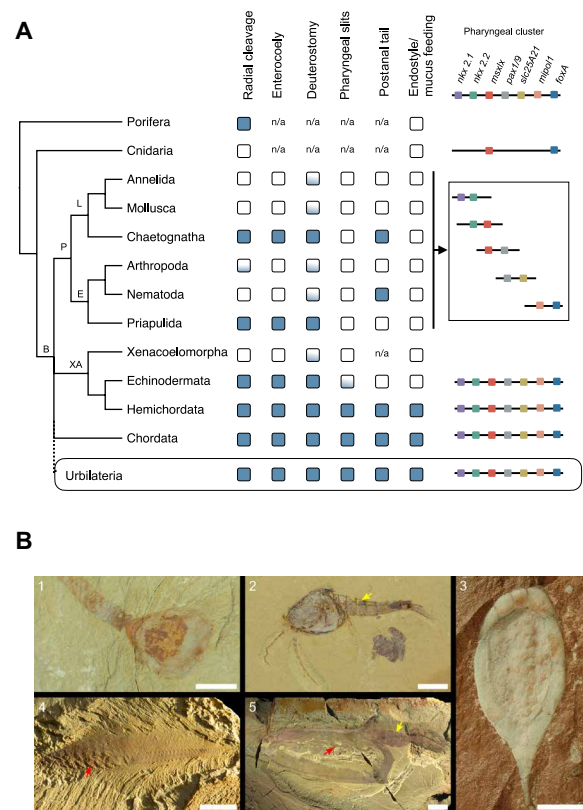 A
Radial cleavage
Enterocoely
Deuterostomy
Pharyngeal slits
Postanal tail
Endostyle/
mucus feeding
Pharyngeal cluster
nkx 2.1
nkx 2.2
msxlx
pax1/9
slc25A21
mipol1
foxA
Porifera n/a n/a n/a n/a
Cnidaria n/a n/a n/a n/a
Annelida
L
Mollusca
Chaetognatha
P
Arthropoda
E
Nematoda
Priapulida
B
Xenacoelomorpha n/a
XA
Echinodermata
Hemichordata
Chordata
Urbilateria
B
1
2
3
4
5